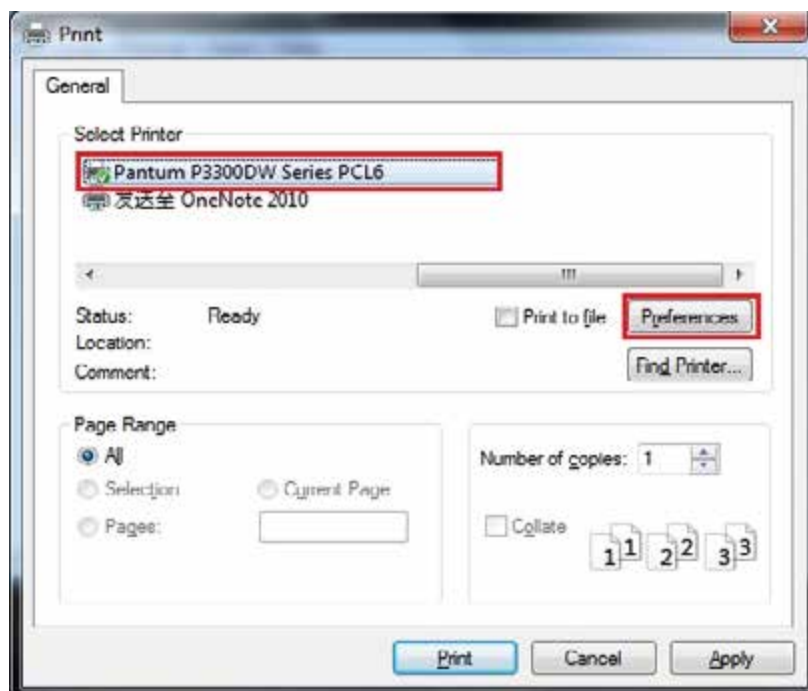 Print
General
Select Printer
Pantum P3300DW Series PCL6
发送至 OneNote 2010
Status: Ready
Print to file
Preferences
Location:
Comment:
Find Printer...
Page Range
All
Selection
Current Page
Pages:
Number of copies: 1
Collate
1 1 2 2 3 3
Print
Cancel
Apply